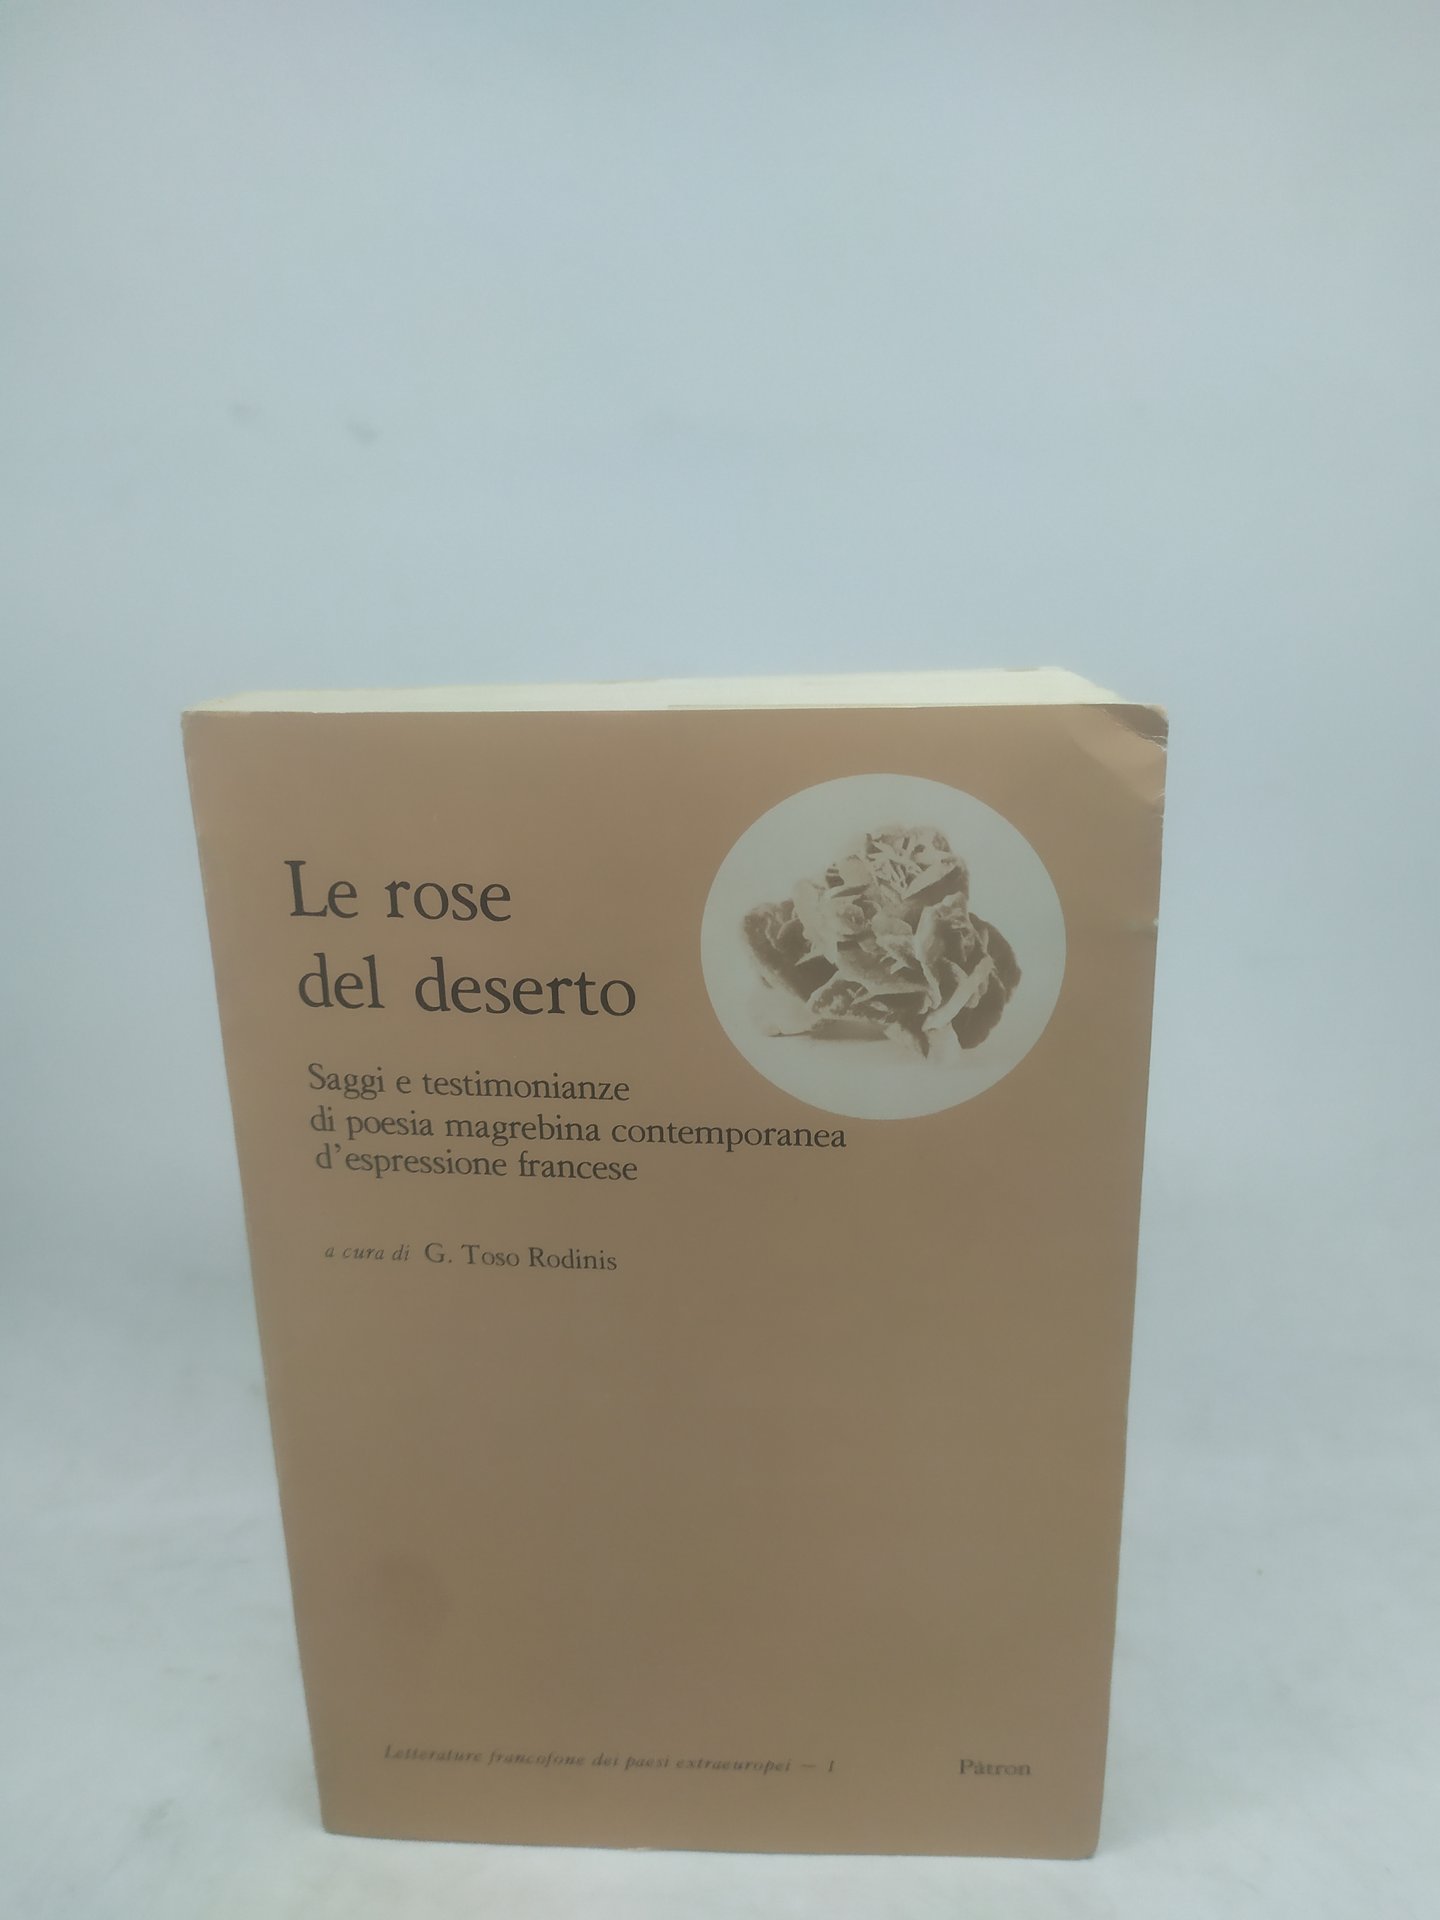 Le rose
del deserto
Saggi e testimonianze
di poesia magrebina contemporanea
d'espressione francese
a cura di G. Toso Rodinis
Letterature francofone dei paesi extraeuropei — 1
Pàtron